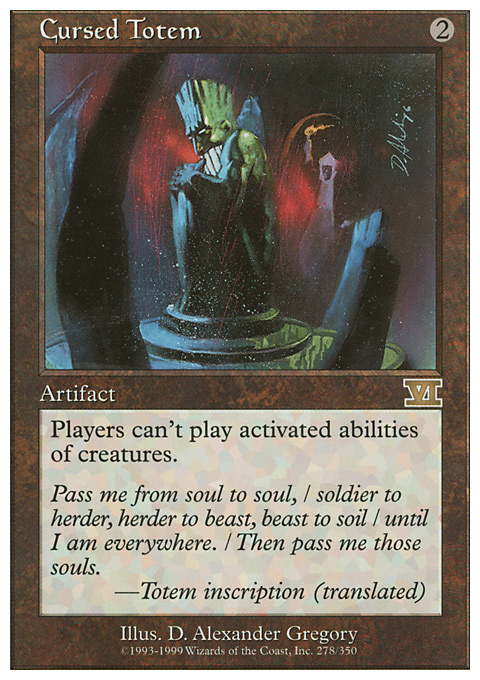 Cursed Totem
2
Artifact
VI
Players can't play activated abilities
of creatures.
Pass me from soul to soul, / soldier to
herder, herder to beast, beast to soil / until
I am everywhere. / Then pass me those
souls.
—Totem inscription (translated)
Illus. D. Alexander Gregory
©1993-1999 Wizards of the Coast, Inc. 278/350